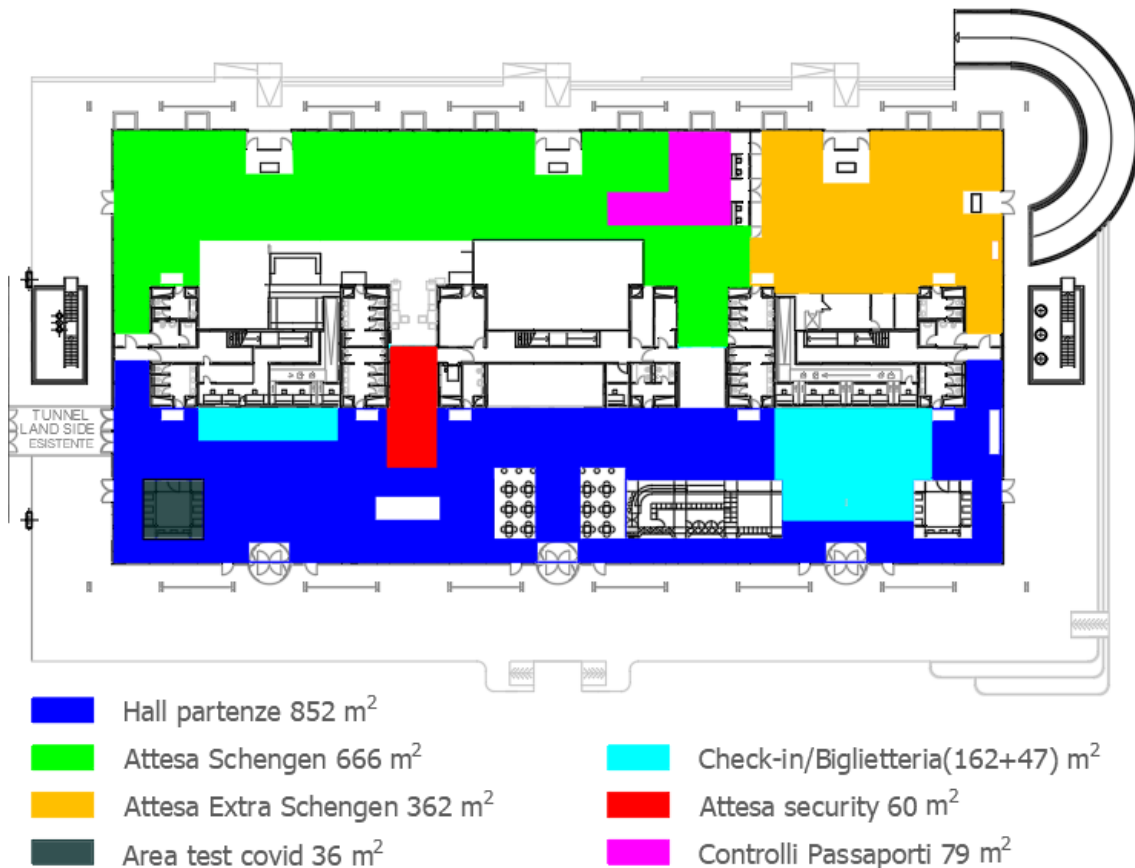 TUNNEL
LAND SIDE
ESISTENTE
Hall partenze 852 m²
Attesa Schengen 666 m²
Attesa Extra Schengen 362 m²
Area test covid 36 m²
Check-in/Biglietteria(162+47) m²
Attesa security 60 m²
Controlli Passaporti 79 m²